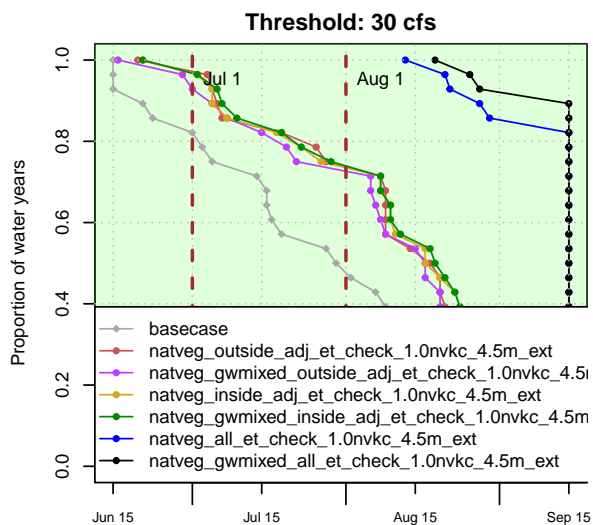 Threshold: 30 cfs
Proportion of water years
1.0
0.8
0.6
0.4
0.2
0.0
Jul 1
Aug 1
basecase
natveg_outside_adj_et_check_1.0nvkc_4.5m_ext
natveg_gwmixed_outside_adj_et_check_1.0nvkc_4.5
natveg_inside_adj_et_check_1.0nvkc_4.5m_ext
natveg_gwmixed_inside_adj_et_check_1.0nvkc_4.5m
natveg_all_et_check_1.0nvkc_4.5m_ext
natveg_gwmixed_all_et_check_1.0nvkc_4.5m_ext
Jun 15
Jul 15
Aug 15
Sep 15